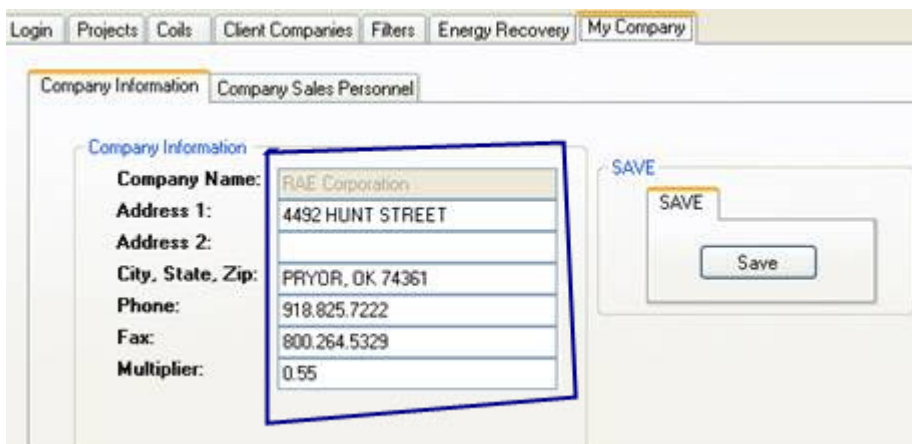 Login Projects Coils Client Companies Filters Energy Recovery My Company
Company Information Company Sales Personnel
Company Information
Company Name: RAE Corporation
Address 1: 4492 HUNT STREET
Address 2:
City, State, Zip: PRYOR, OK 74361
Phone: 918.825.7222
Fax: 800.264.5329
Multiplier: 0.55
SAVE
SAVE
Save